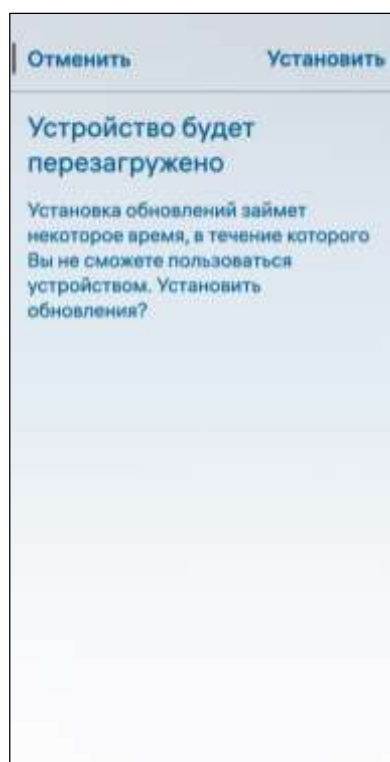 Отменить Установить
Устройство будет
перезагружено
Установка обновлений займет
некоторое время, в течение которого
Вы не сможете пользоваться
устройством. Установить
обновления?